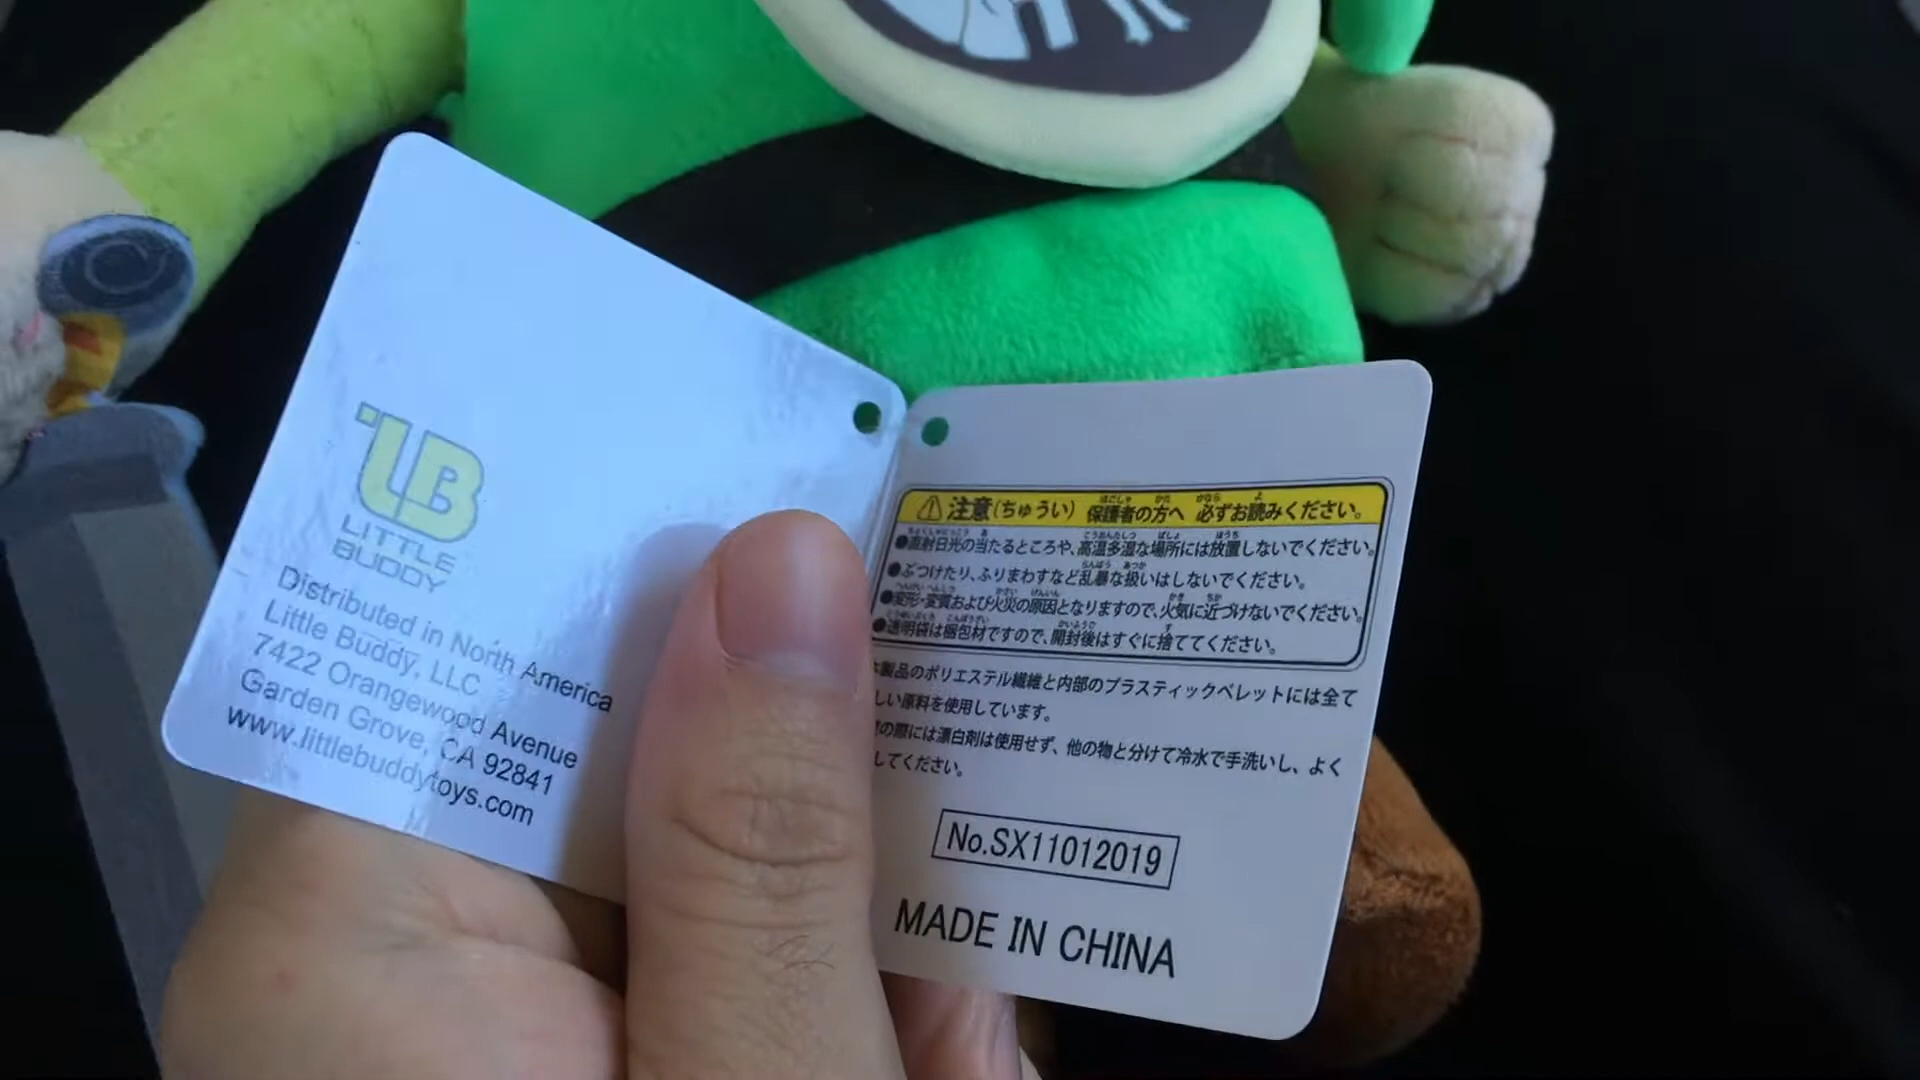 LB
LITTLE
BUDDY
Distributed in North America
Little Buddy, LLC
7422 Orangewood Avenue
Garden Grove, CA 92841
www.littlebuddytoys.com
注意(ちゅうい) 保護者の方へ 必ずお読みください。
●直射日光の当たるところや、高温多湿な場所には放置しないでください。
●ぶつけたり、ふりまわすなど乱暴な扱いはしないでください。
●変形・変質および火災の原因となりますので、火気に近づけないでください。
●透明袋は梱包材ですので、開封後はすぐに捨ててください。
製品のポリエステル繊維と内部のプラスティックペレットには全て
しい原料を使用しています。
の際には漂白剤は使用せず、他の物と分けて冷水で手洗いし、よく
してください。
No.SX11012019
MADE IN CHINA